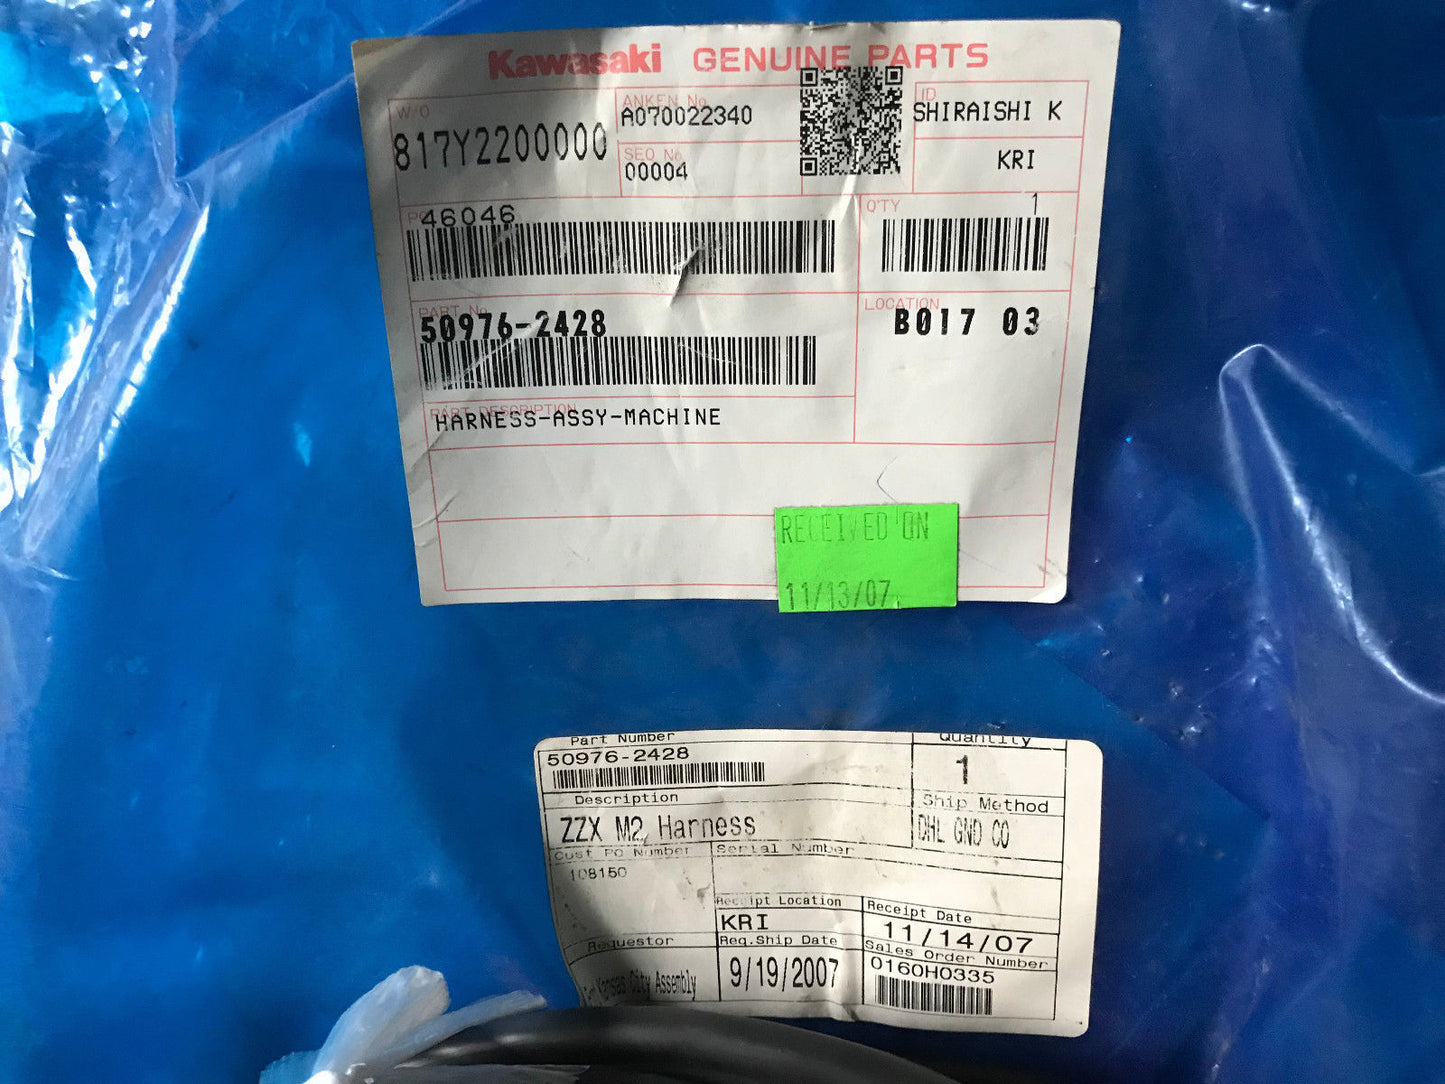 Kawasaki GENUINE PARTS
W/O
817Y2200000
ANKEN No.
A070022340
SEQ No.
00004
ID
SHIRAISHI K
KRI
46046
Q'TY
1
PART No.
50976-2428
LOCATION
B017 03
PART DESCRIPTION
HARNESS-ASSY-MACHINE
RECEIVED ON
11/13/07
Part Number
50976-2428
Quantity
1
Description
ZZX M2 Harness
Ship Method
DHL GND CO
Cust PO Number
108150
Serial Number
Receipt Location
KRI
Receipt Date
11/14/07
Requestor
Kansas City Assembly
Req.Ship Date
9/19/2007
Sales Order Number
0160H0335